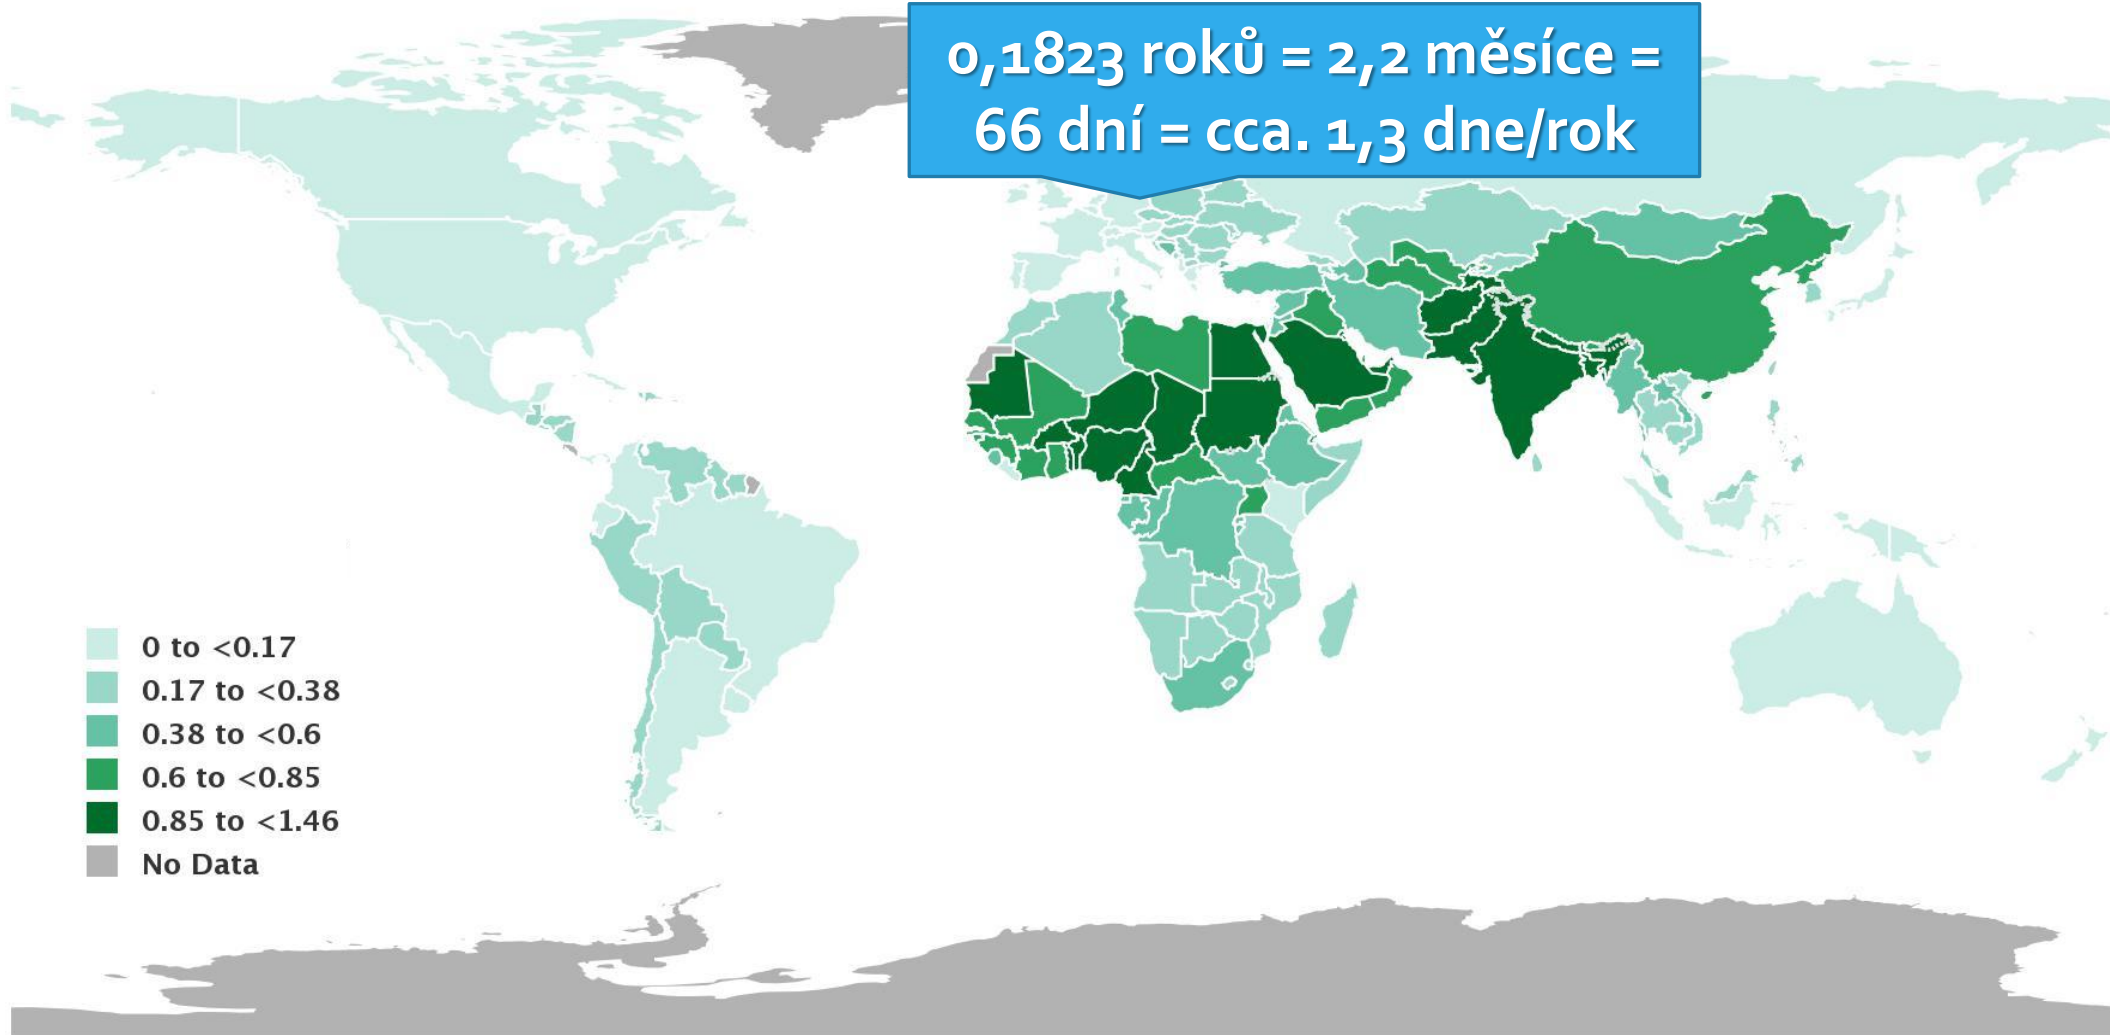 0,1823 roků = 2,2 měsíce =
66 dní = cca. 1,3 dne/rok
0 to <0.17
0.17 to <0.38
0.38 to <0.6
0.6 to <0.85
0.85 to <1.46
No Data